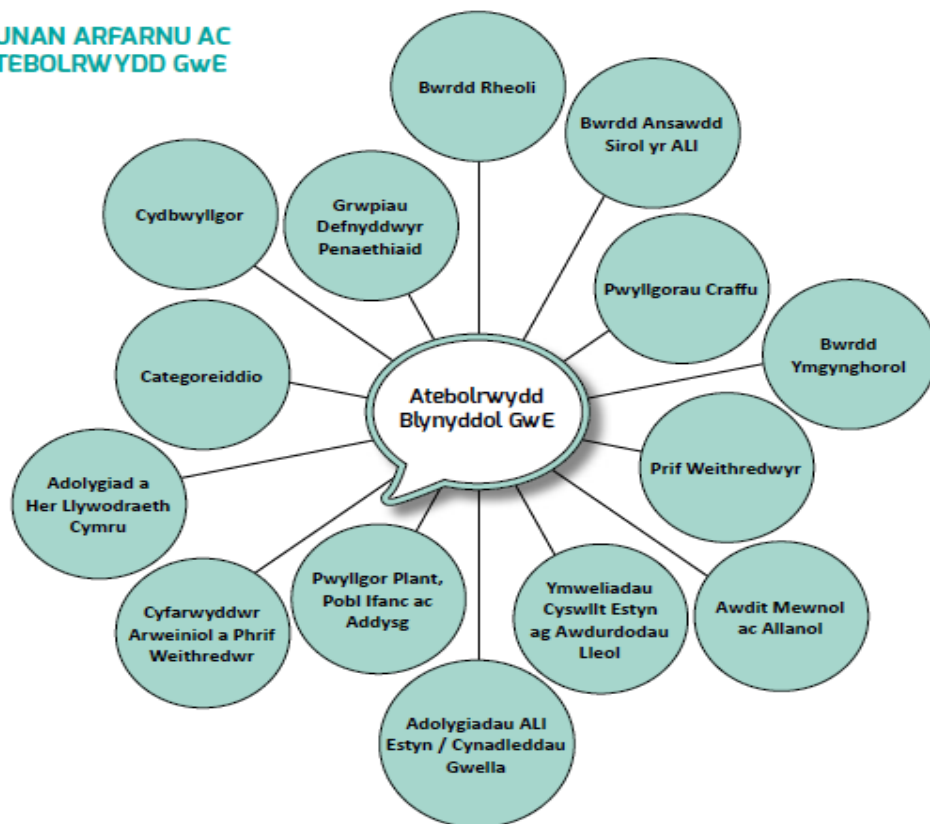 UNAN ARFARNU AC
TEBOLRWYDD GwE
Bwrdd Rheoli
Bwrdd Ansawdd
Sirol yr ALl
Grwpiau
Defnyddwyr
Penaethiaid
Cydbwyllgor
Pwyllgorau Craffu
Bwrdd
Ymgynghorol
Categoreiddio
Atebolrwydd
Blynyddol GwE
Prif Weithredwyr
Adolygiad a
Her Llywodraeth
Cymru
Cyfarwyddwr
Arweiniol a Phrif
Weithredwr
Pwyllgor Plant,
Pobl Ifanc ac
Addysg
Ymweliadau
Cyswllt Estyn
ag Awdurdodau
Lleol
Awdit Mewnol
ac Allanol
Adolygiadau ALl
Estyn / Cynadleddau
Gwella